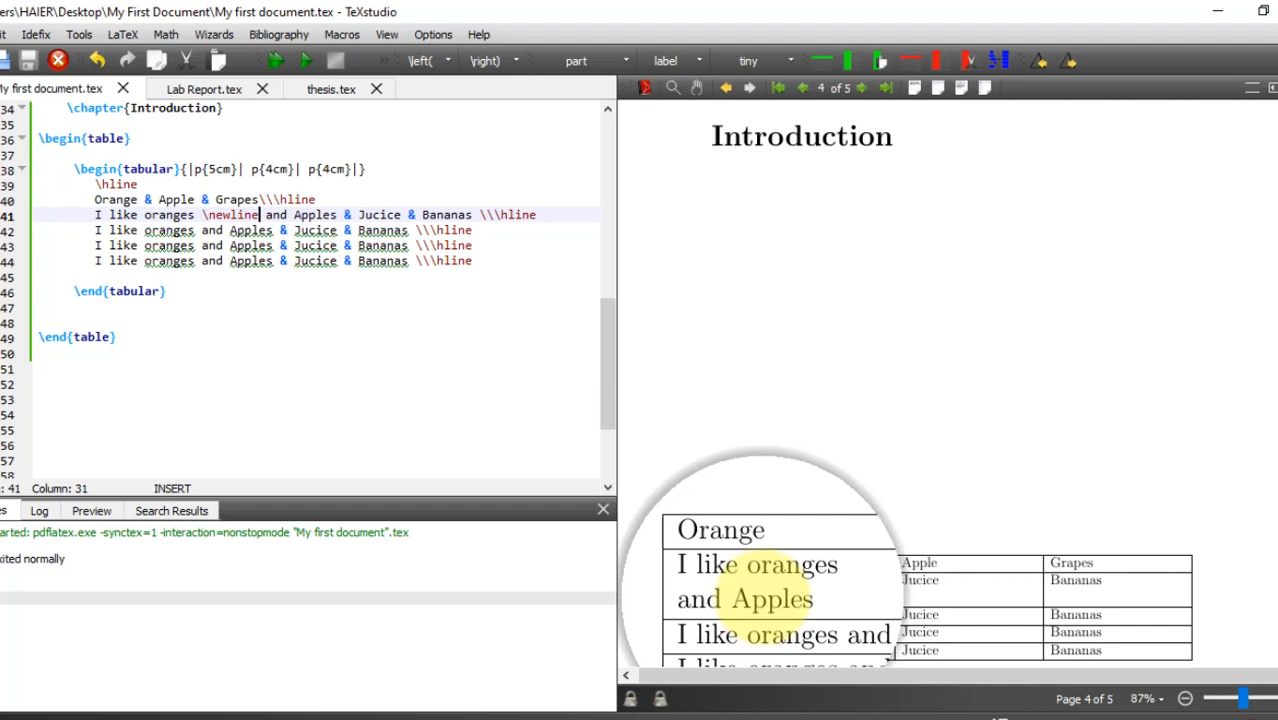 ers\HAIER\Desktop\My First Document\My first document.tex - TeXstudio
it Idefix Tools LaTeX Math Wizards Bibliography Macros View Options Help
\left( \right) part label tiny
My first document.tex Lab Report.tex thesis.tex
4 of 5
34 \chapter{Introduction}
35
36 \begin{table}
37
38 \begin{tabular}{|p{5cm}| p{4cm}| p{4cm}|}
39 \hline
40 Orange & Apple & Grapes\\\hline
41 I like oranges \newline and Apples & Jucice & Bananas \\\hline
42 I like oranges and Apples & Jucice & Bananas \\\hline
43 I like oranges and Apples & Jucice & Bananas \\\hline
44 I like oranges and Apples & Jucice & Bananas \\\hline
45
46 \end{tabular}
47
48
49 \end{table}
50
51
52
53
54
55
56
57
58
: 41 Column: 31 INSERT
es Log Preview Search Results
arted: pdflatex.exe -synctex=1 -interaction=nonstopmode "My first document".tex
xited normally
Introduction
Orange Apple Grapes
I like oranges Jucice Bananas
and Apples
I like oranges and Jucice Bananas
I like oranges and Jucice Bananas
Jucice Bananas
Page 4 of 5 87%